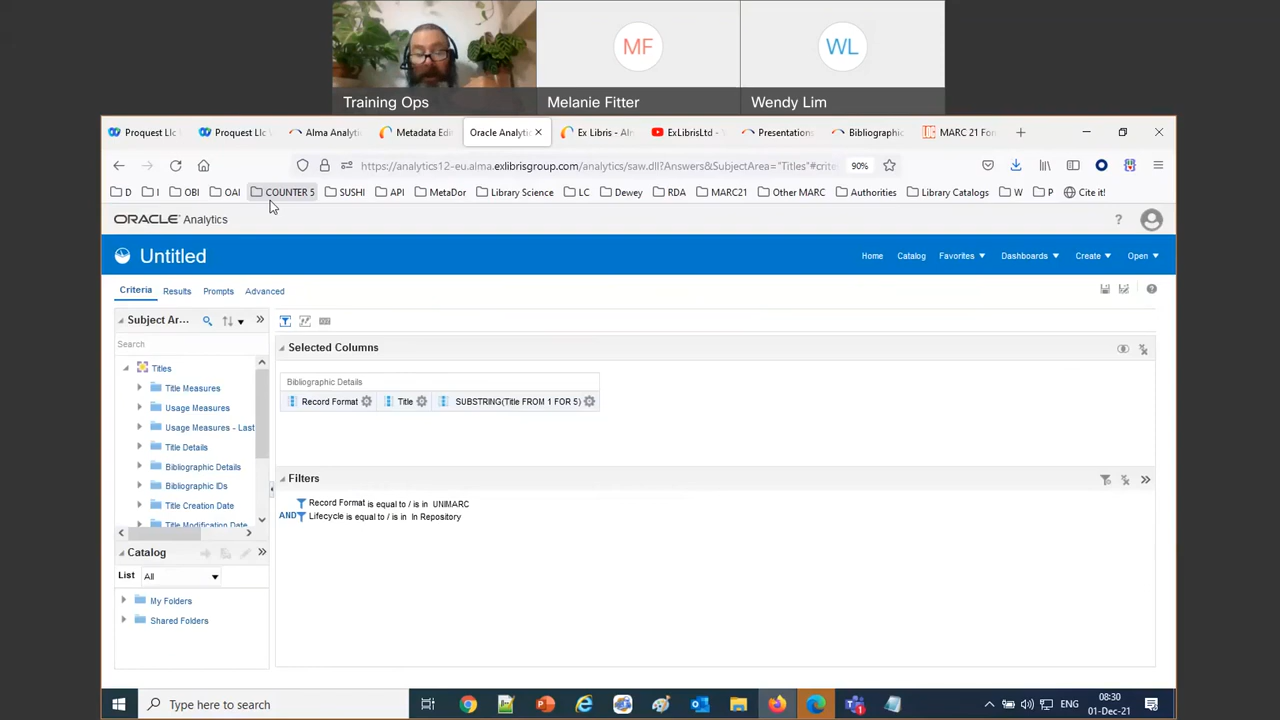 MF
WL
Training Ops
Melanie Fitter
Wendy Lim
Proquest Llc
Proquest Llc
Alma Analyti
Metadata Edi
Oracle Analytic
Ex Libris - Aln
ExLibrisLtd -
Presentations
Bibliographic
MARC 21 Fon
https://analytics12-eu.alma.exlibrisgroup.com/analytics/saw.dll?Answers&SubjectArea="Titles"#crite
90%
D
I
OBI
OAI
COUNTER 5
SUSHI
API
MetaDor
Library Science
LC
Dewey
RDA
MARC21
Other MARC
Authorities
Library Catalogs
W
P
Cite it!
ORACLE Analytics
Untitled
Home
Catalog
Favorites
Dashboards
Create
Open
Criteria
Results
Prompts
Advanced
Subject Ar...
Search
Titles
Title Measures
Usage Measures
Usage Measures - Last
Title Details
Bibliographic Details
Bibliographic IDs
Title Creation Date
Title Modification Date
Catalog
List All
My Folders
Shared Folders
Selected Columns
Bibliographic Details
Record Format
Title
SUBSTRING(Title FROM 1 FOR 5)
Filters
Record Format is equal to / is in UNIMARC
AND Lifecycle is equal to / is in In Repository
Type here to search
ENG
08:30
01-Dec-21